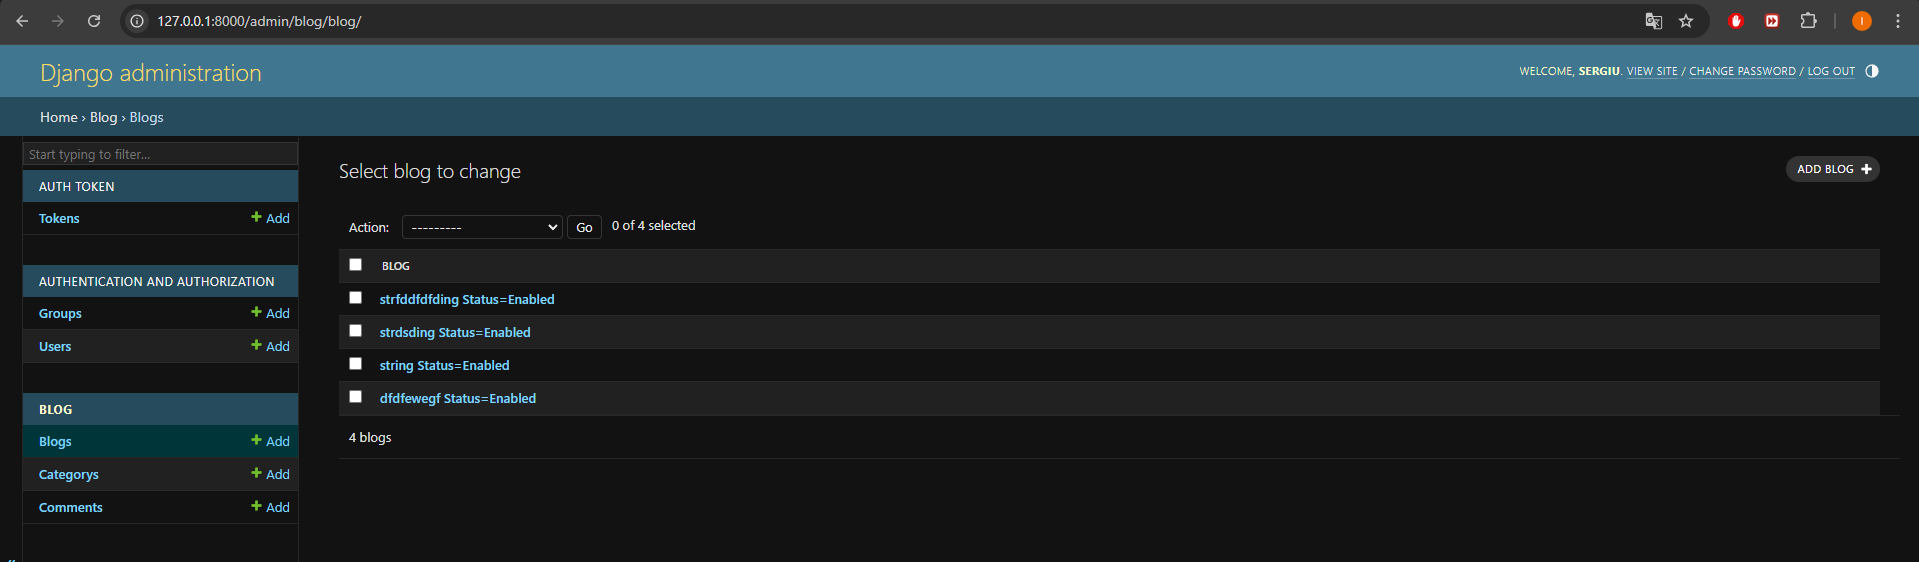 127.0.0.1:8000/admin/blog/blog/
I
Django administration
WELCOME, SERGIU. VIEW SITE / CHANGE PASSWORD / LOG OUT
Home › Blog › Blogs
Start typing to filter...
AUTH TOKEN
Tokens + Add
AUTHENTICATION AND AUTHORIZATION
Groups + Add
Users + Add
BLOG
Blogs + Add
Categorys + Add
Comments + Add
Select blog to change
ADD BLOG +
Action: --------- Go 0 of 4 selected
BLOG
strfddfdfding Status=Enabled
strdsding Status=Enabled
string Status=Enabled
dfdfewegf Status=Enabled
4 blogs